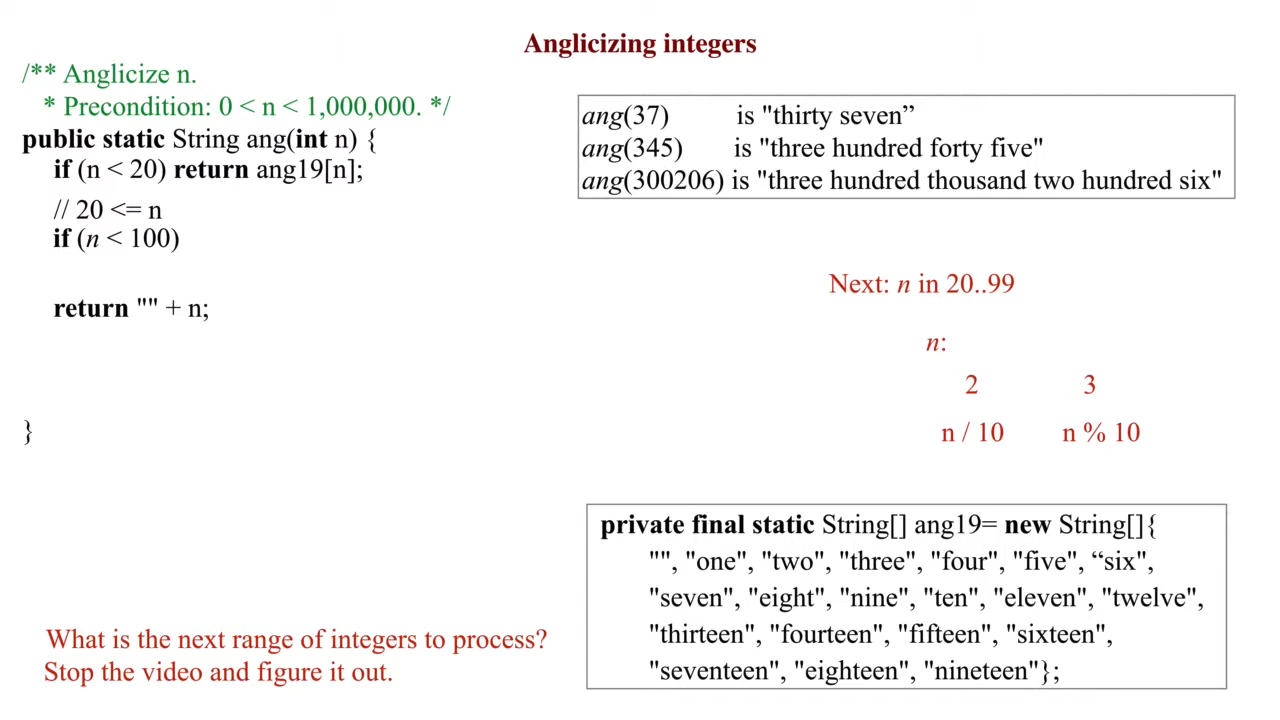 Anglicizing integers
/** Anglicize n.
* Precondition: 0 < n < 1,000,000. */
public static String ang(int n) {
if (n < 20) return ang19[n];
// 20 <= n
if (n < 100)
return "" + n;
}
What is the next range of integers to process?
Stop the video and figure it out.
ang(37) is "thirty seven”
ang(345) is "three hundred forty five"
ang(300206) is "three hundred thousand two hundred six"
Next: n in 20..99
n:
2 3
n / 10 n % 10
private final static String[] ang19= new String[]{
"", "one", "two", "three", "four", "five", “six",
"seven", "eight", "nine", "ten", "eleven", "twelve",
"thirteen", "fourteen", "fifteen", "sixteen",
"seventeen", "eighteen", "nineteen"};